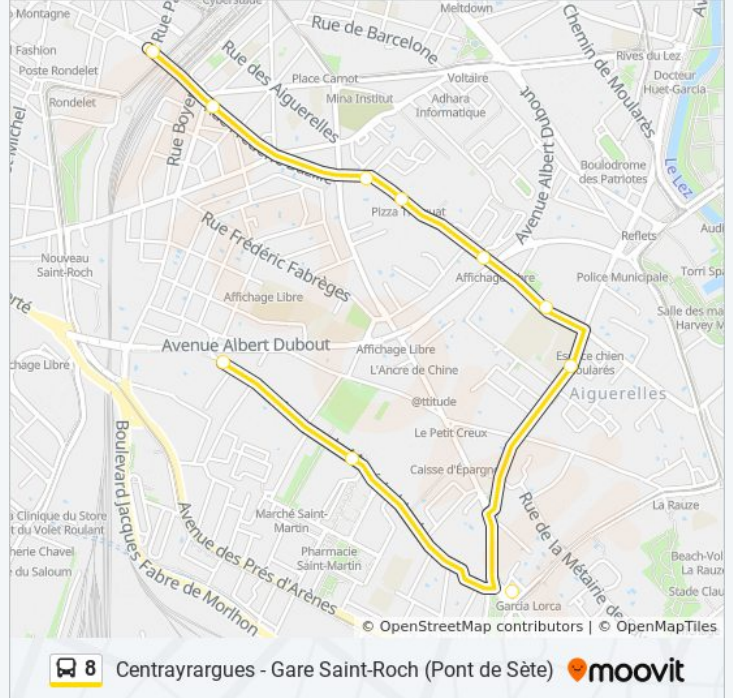 Montagne
Cyberstade
Meltdown
Rue de Barcelone
Chemin de Moularès
l Fashion
Rue des Aiguerelles
Rives du Lez
Poste Rondelet
Place Carnot
Voltaire
Docteur
Huet-Garcia
Rondelet
Mina Institut
Adhara
Informatique
Rue Boyer
Avenue Albert Dubout
Boulodrome
des Patriotes
Le Lez
Pizza
Rue Frédéric Fabrèges
Reflets
Nouveau
Saint-Roch
Affichage
Police Municipale
Torri Spa
Affichage Libre
Salle des ma
Harvey M
Avenue Albert Dubout
Affichage Libre
chage Libre
L'Ancre de Chine
Aiguerelles
@ttitude
Le Petit Creux
Boulevard Jacques Fabre de Morlhon
Caisse d'Épargne
Rue de la Métairie de
a Clinique du Store
t du Volet Roulant
Marché Saint-
Martin
La Rauze
Avenue des Prés d'Arènes
herie Chavel
Pharmacie
Saint-Martin
Beach-Vol
La Rauz
e du Saloum
Stade Clau
Garcia Lorca
© OpenStreetMap contributors | © OpenMapTiles
8 Centrayrargues - Gare Saint-Roch (Pont de Sète) moovit